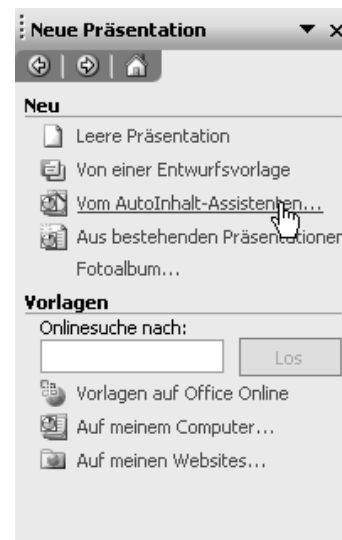 Neue Präsentation
Neu
Leere Präsentation
Von einer Entwurfsvorlage
Vom AutoInhalt-Assistenten...
Aus bestehenden Präsentationen
Fotoalbum...
Vorlagen
Onlinesuche nach:
Los
Vorlagen auf Office Online
Auf meinem Computer...
Auf meinen Websites...